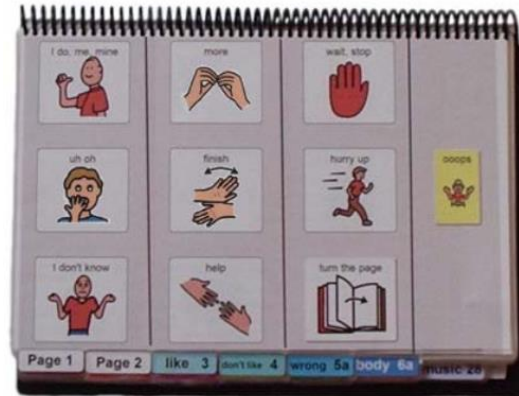 I do, me, mine
more
wait, stop
uh oh
finish
hurry up
ooops
I don't know
help
turn the page
Page 1
Page 2
like 3
don't like 4
wrong 5a
body 6a
music 28